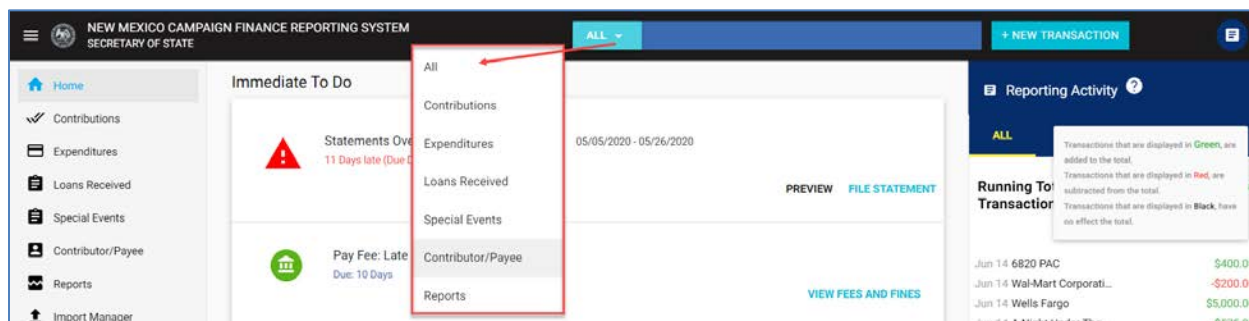 NEW MEXICO CAMPAIGN FINANCE REPORTING SYSTEM
SECRETARY OF STATE
ALL
+ NEW TRANSACTION
Home
Contributions
Expenditures
Loans Received
Special Events
Contributor/Payee
Reports
Import Manager
Immediate To Do
Statements Ove
05/05/2020 - 05/26/2020
11 Days late (Due D
PREVIEW FILE STATEMENT
Pay Fee: Late
Due: 10 Days
VIEW FEES AND FINES
All
Contributions
Expenditures
Loans Received
Special Events
Contributor/Payee
Reports
Reporting Activity ?
ALL
Transactions that are displayed in Green, are
added to the total.
Transactions that are displayed in Red, are
subtracted from the total.
Transactions that are displayed in Black, have
no effect the total.
Running To
Transaction
Jun 14 6820 PAC $400.0
Jun 14 Wal-Mart Corporati... -$200.0
Jun 14 Wells Fargo $5,000.0